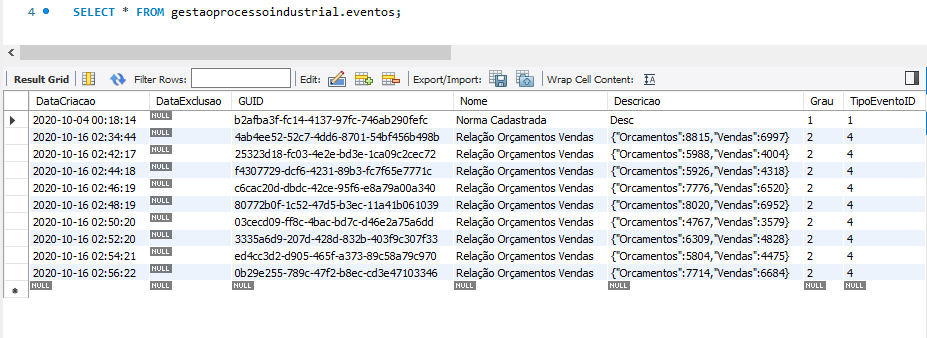 4 SELECT * FROM gestaoprocessoindustrial.eventos;
Result Grid Filter Rows: Edit: Export/Import: Wrap Cell Content: IA
DataCriacao DataExclusao GUID Nome Descricao Grau TipoEventoID
2020-10-04 00:18:14 NULL b2afba3f-fc14-4137-97fc-746ab290fefc Norma Cadastrada Desc 1 1
2020-10-16 02:34:44 NULL 4ab4ee52-52c7-4dd6-8701-54bf456b498b Relação Orçamentos Vendas {"Orcamentos":8815,"Vendas":6997} 2 4
2020-10-16 02:42:17 NULL 25323d18-fc03-4e2e-bd3e-1ca09c2cec72 Relação Orçamentos Vendas {"Orcamentos":5988,"Vendas":4004} 2 4
2020-10-16 02:44:18 NULL f4307729-dcf6-4231-89b3-fc7f65e7771c Relação Orçamentos Vendas {"Orcamentos":5926,"Vendas":4318} 2 4
2020-10-16 02:46:19 NULL c6cac20d-dbdc-42ce-95f6-e8a79a00a340 Relação Orçamentos Vendas {"Orcamentos":7776,"Vendas":6520} 2 4
2020-10-16 02:48:19 NULL 80772b0f-1c52-47d5-b3ec-11a41b061039 Relação Orçamentos Vendas {"Orcamentos":8020,"Vendas":6952} 2 4
2020-10-16 02:50:20 NULL 03cecd09-ff8c-4bac-bd7c-d46e2a75a6dd Relação Orçamentos Vendas {"Orcamentos":4767,"Vendas":3579} 2 4
2020-10-16 02:52:20 NULL 3335a6d9-207d-428d-832b-403f9c307f33 Relação Orçamentos Vendas {"Orcamentos":6309,"Vendas":4828} 2 4
2020-10-16 02:54:21 NULL ed4cc3d2-d905-465f-a373-89c58a79c970 Relação Orçamentos Vendas {"Orcamentos":5804,"Vendas":4475} 2 4
2020-10-16 02:56:22 NULL 0b29e255-789c-47f2-b8ec-cd3e47103346 Relação Orçamentos Vendas {"Orcamentos":7714,"Vendas":6684} 2 4
NULL NULL NULL NULL NULL NULL NULL